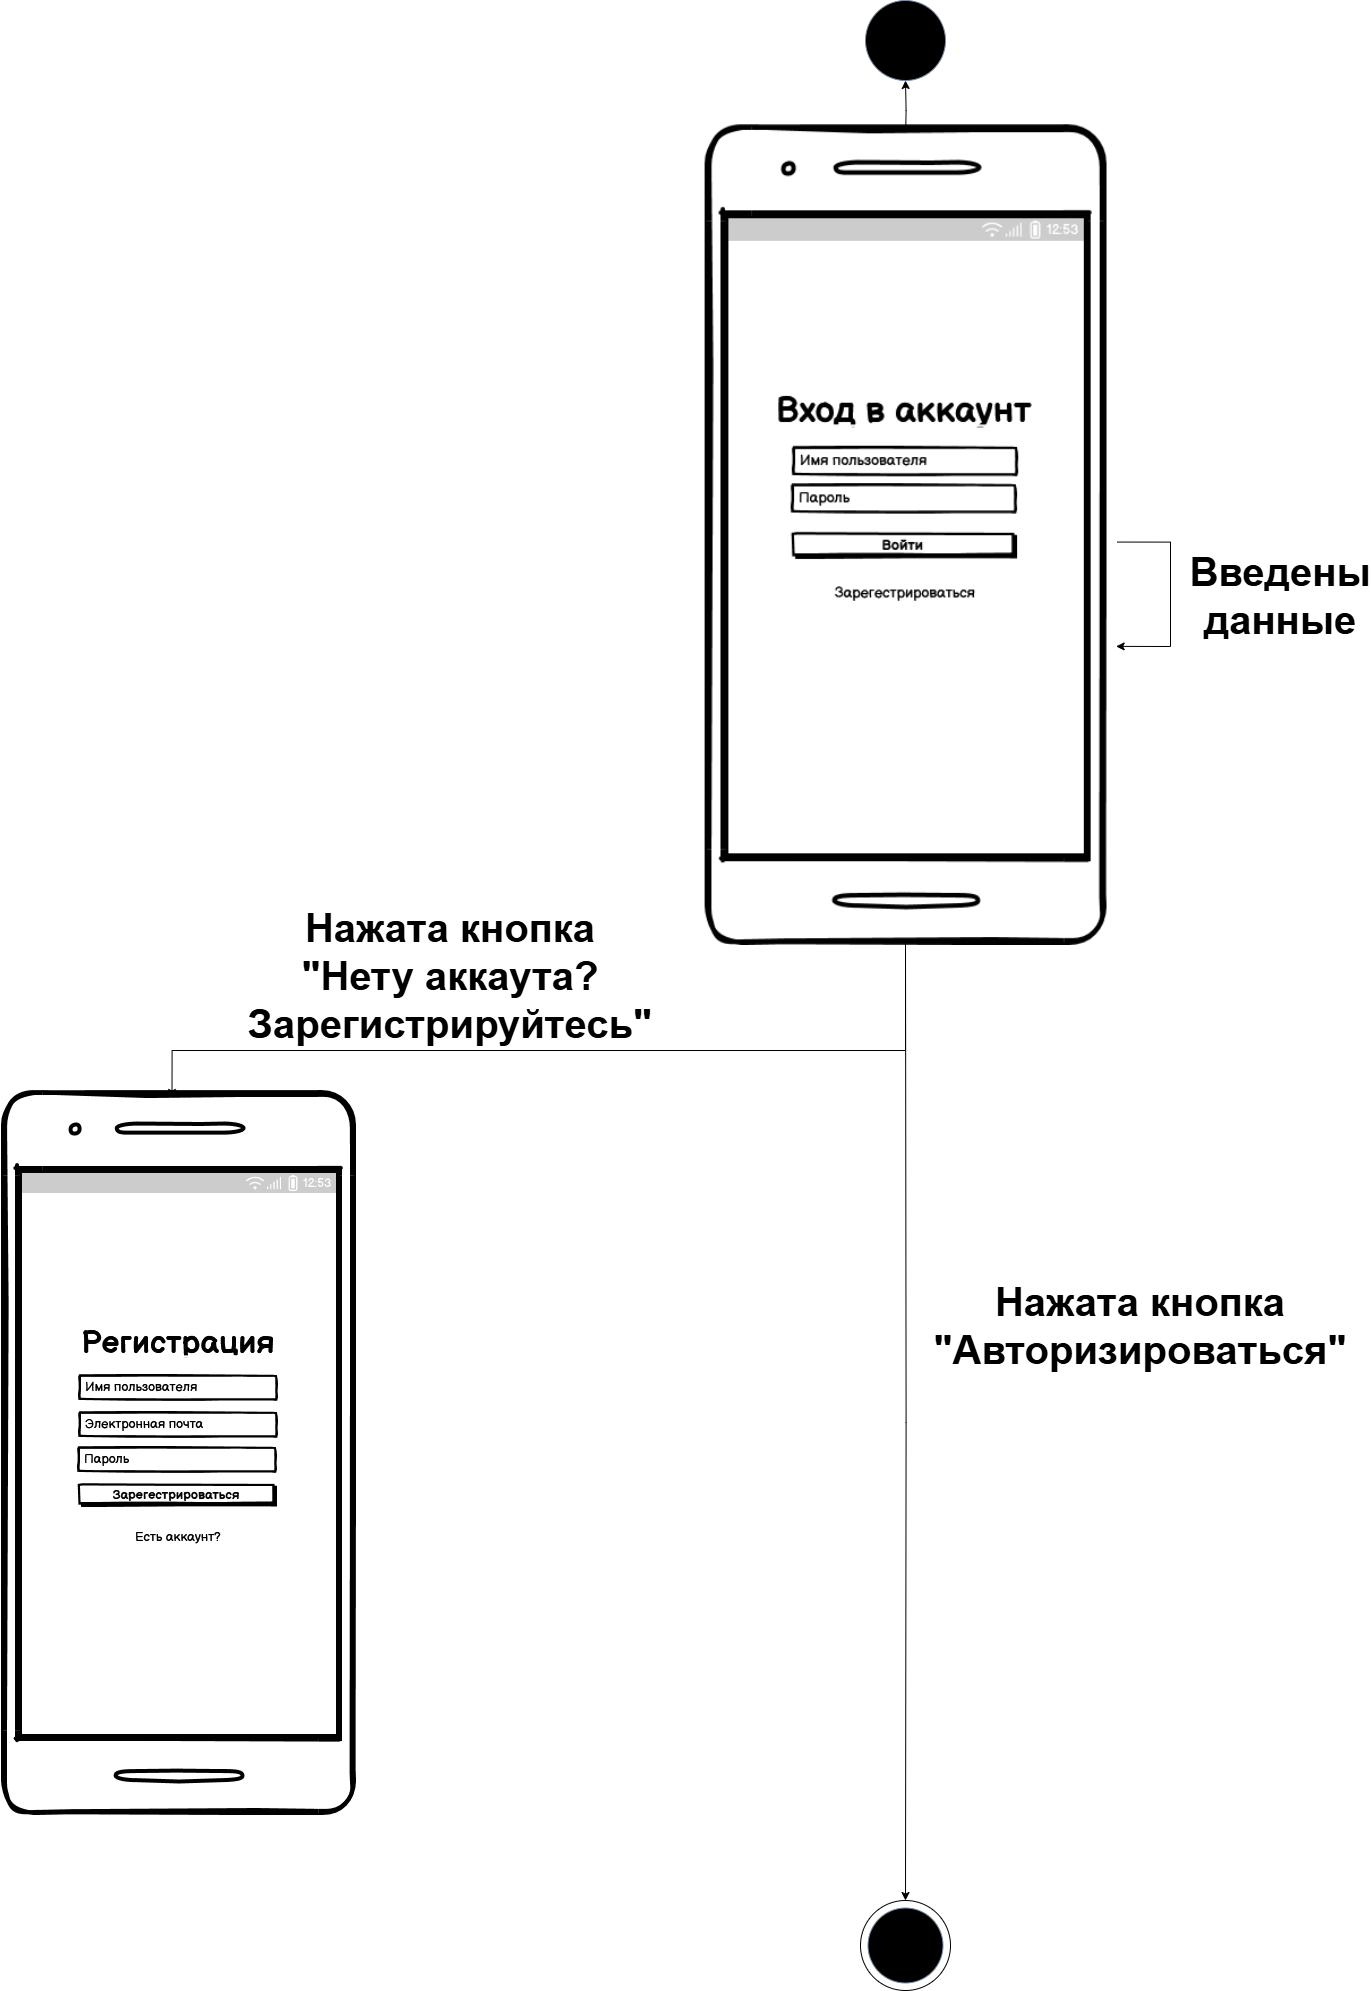 12:53
Вход в аккаунт
Имя пользователя
Пароль
Войти
Зарегестрироваться
Введены
данные
Нажата кнопка
"Нету аккаута?
Зарегистрируйтесь"
12:53
Регистрация
Имя пользователя
Электронная почта
Пароль
Зарегестрироваться
Есть аккаунт?
Нажата кнопка
"Авторизироваться"